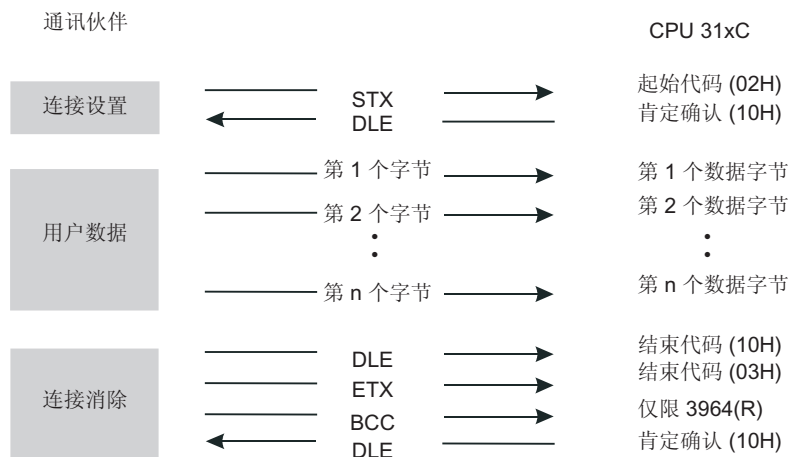 通讯伙伴 CPU 31xC
连接设置 STX 起始代码 (02H)
DLE 肯定确认 (10H)
用户数据 第 1 个字节 第 1 个数据字节
第 2 个字节 第 2 个数据字节
第 n 个字节 第 n 个数据字节
连接消除 DLE 结束代码 (10H)
ETX 结束代码 (03H)
BCC 仅限 3964(R)
DLE 肯定确认 (10H)